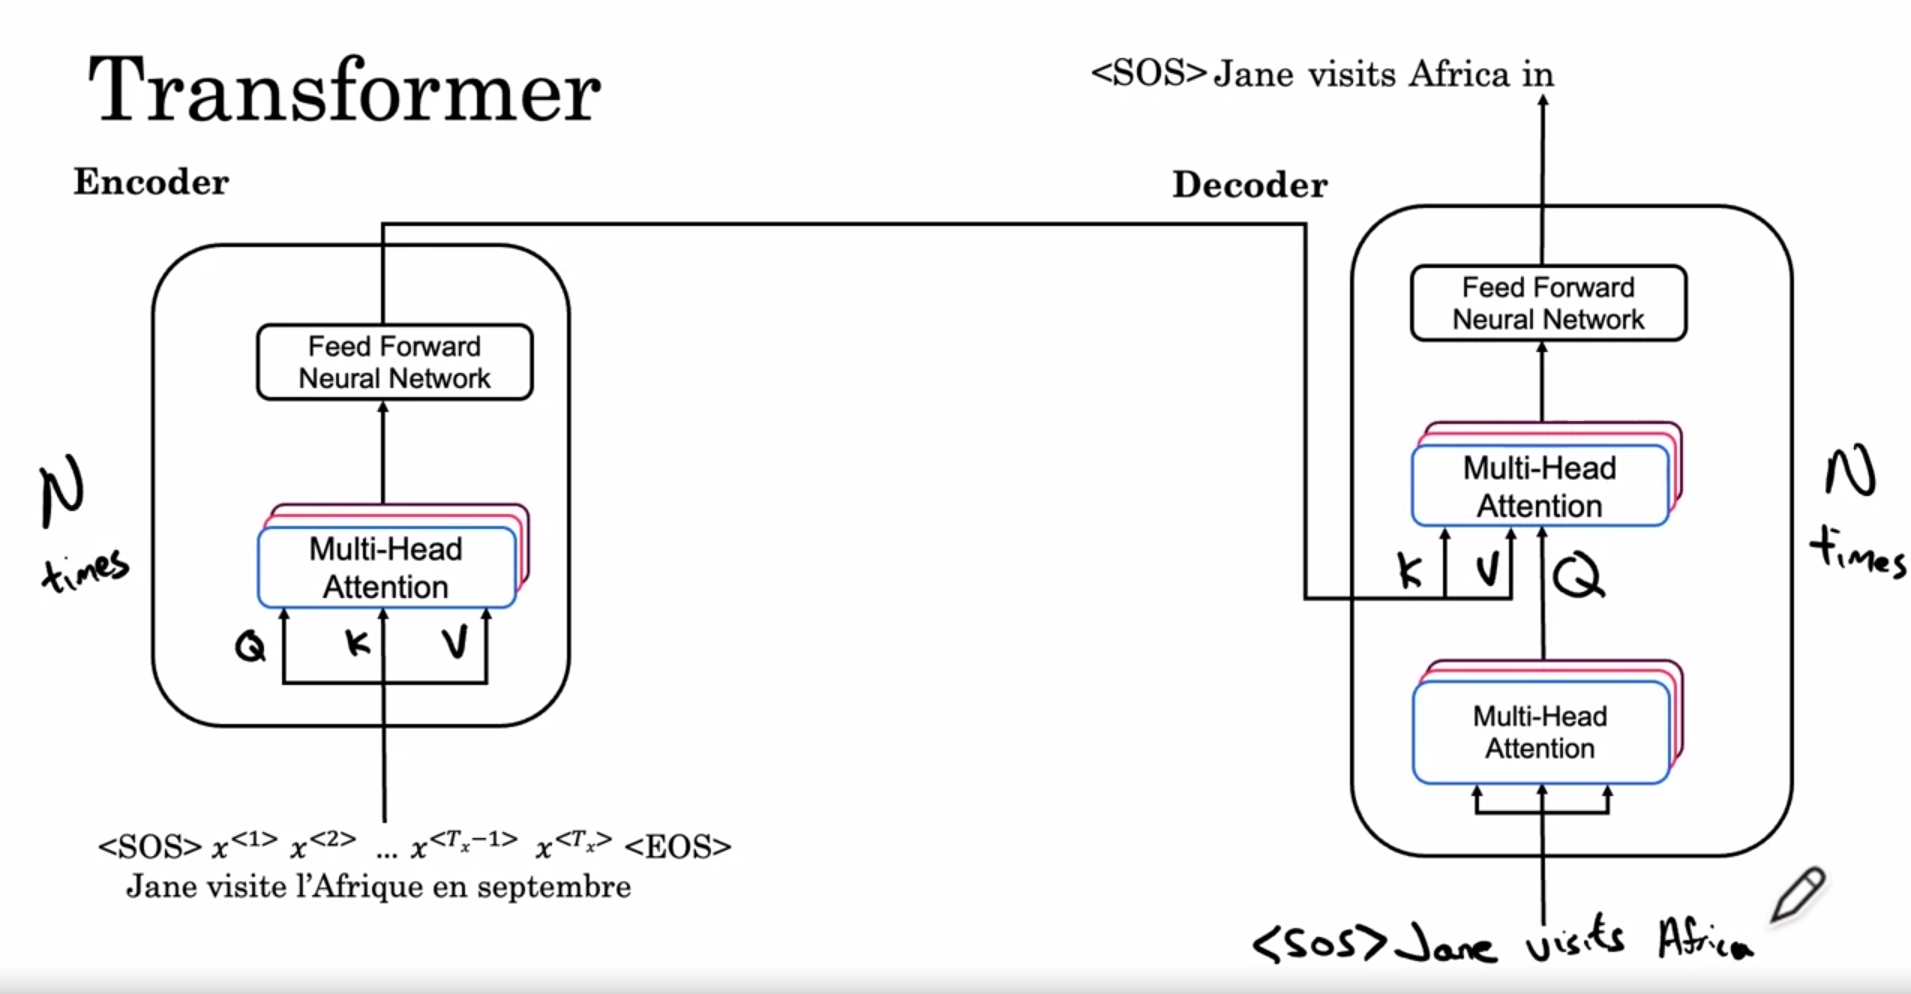 Transformer
<SOS> Jane visits Africa in
Encoder
Decoder
Feed Forward
Neural Network
Multi-Head
Attention
Q K V
N
times
<SOS> x<1> x<2> ... x<Tx−1> x<Tx> <EOS>
Jane visite l’Afrique en septembre
Feed Forward
Neural Network
Multi-Head
Attention
K V Q
N
times
Multi-Head
Attention
<SOS> Jane visits Africa